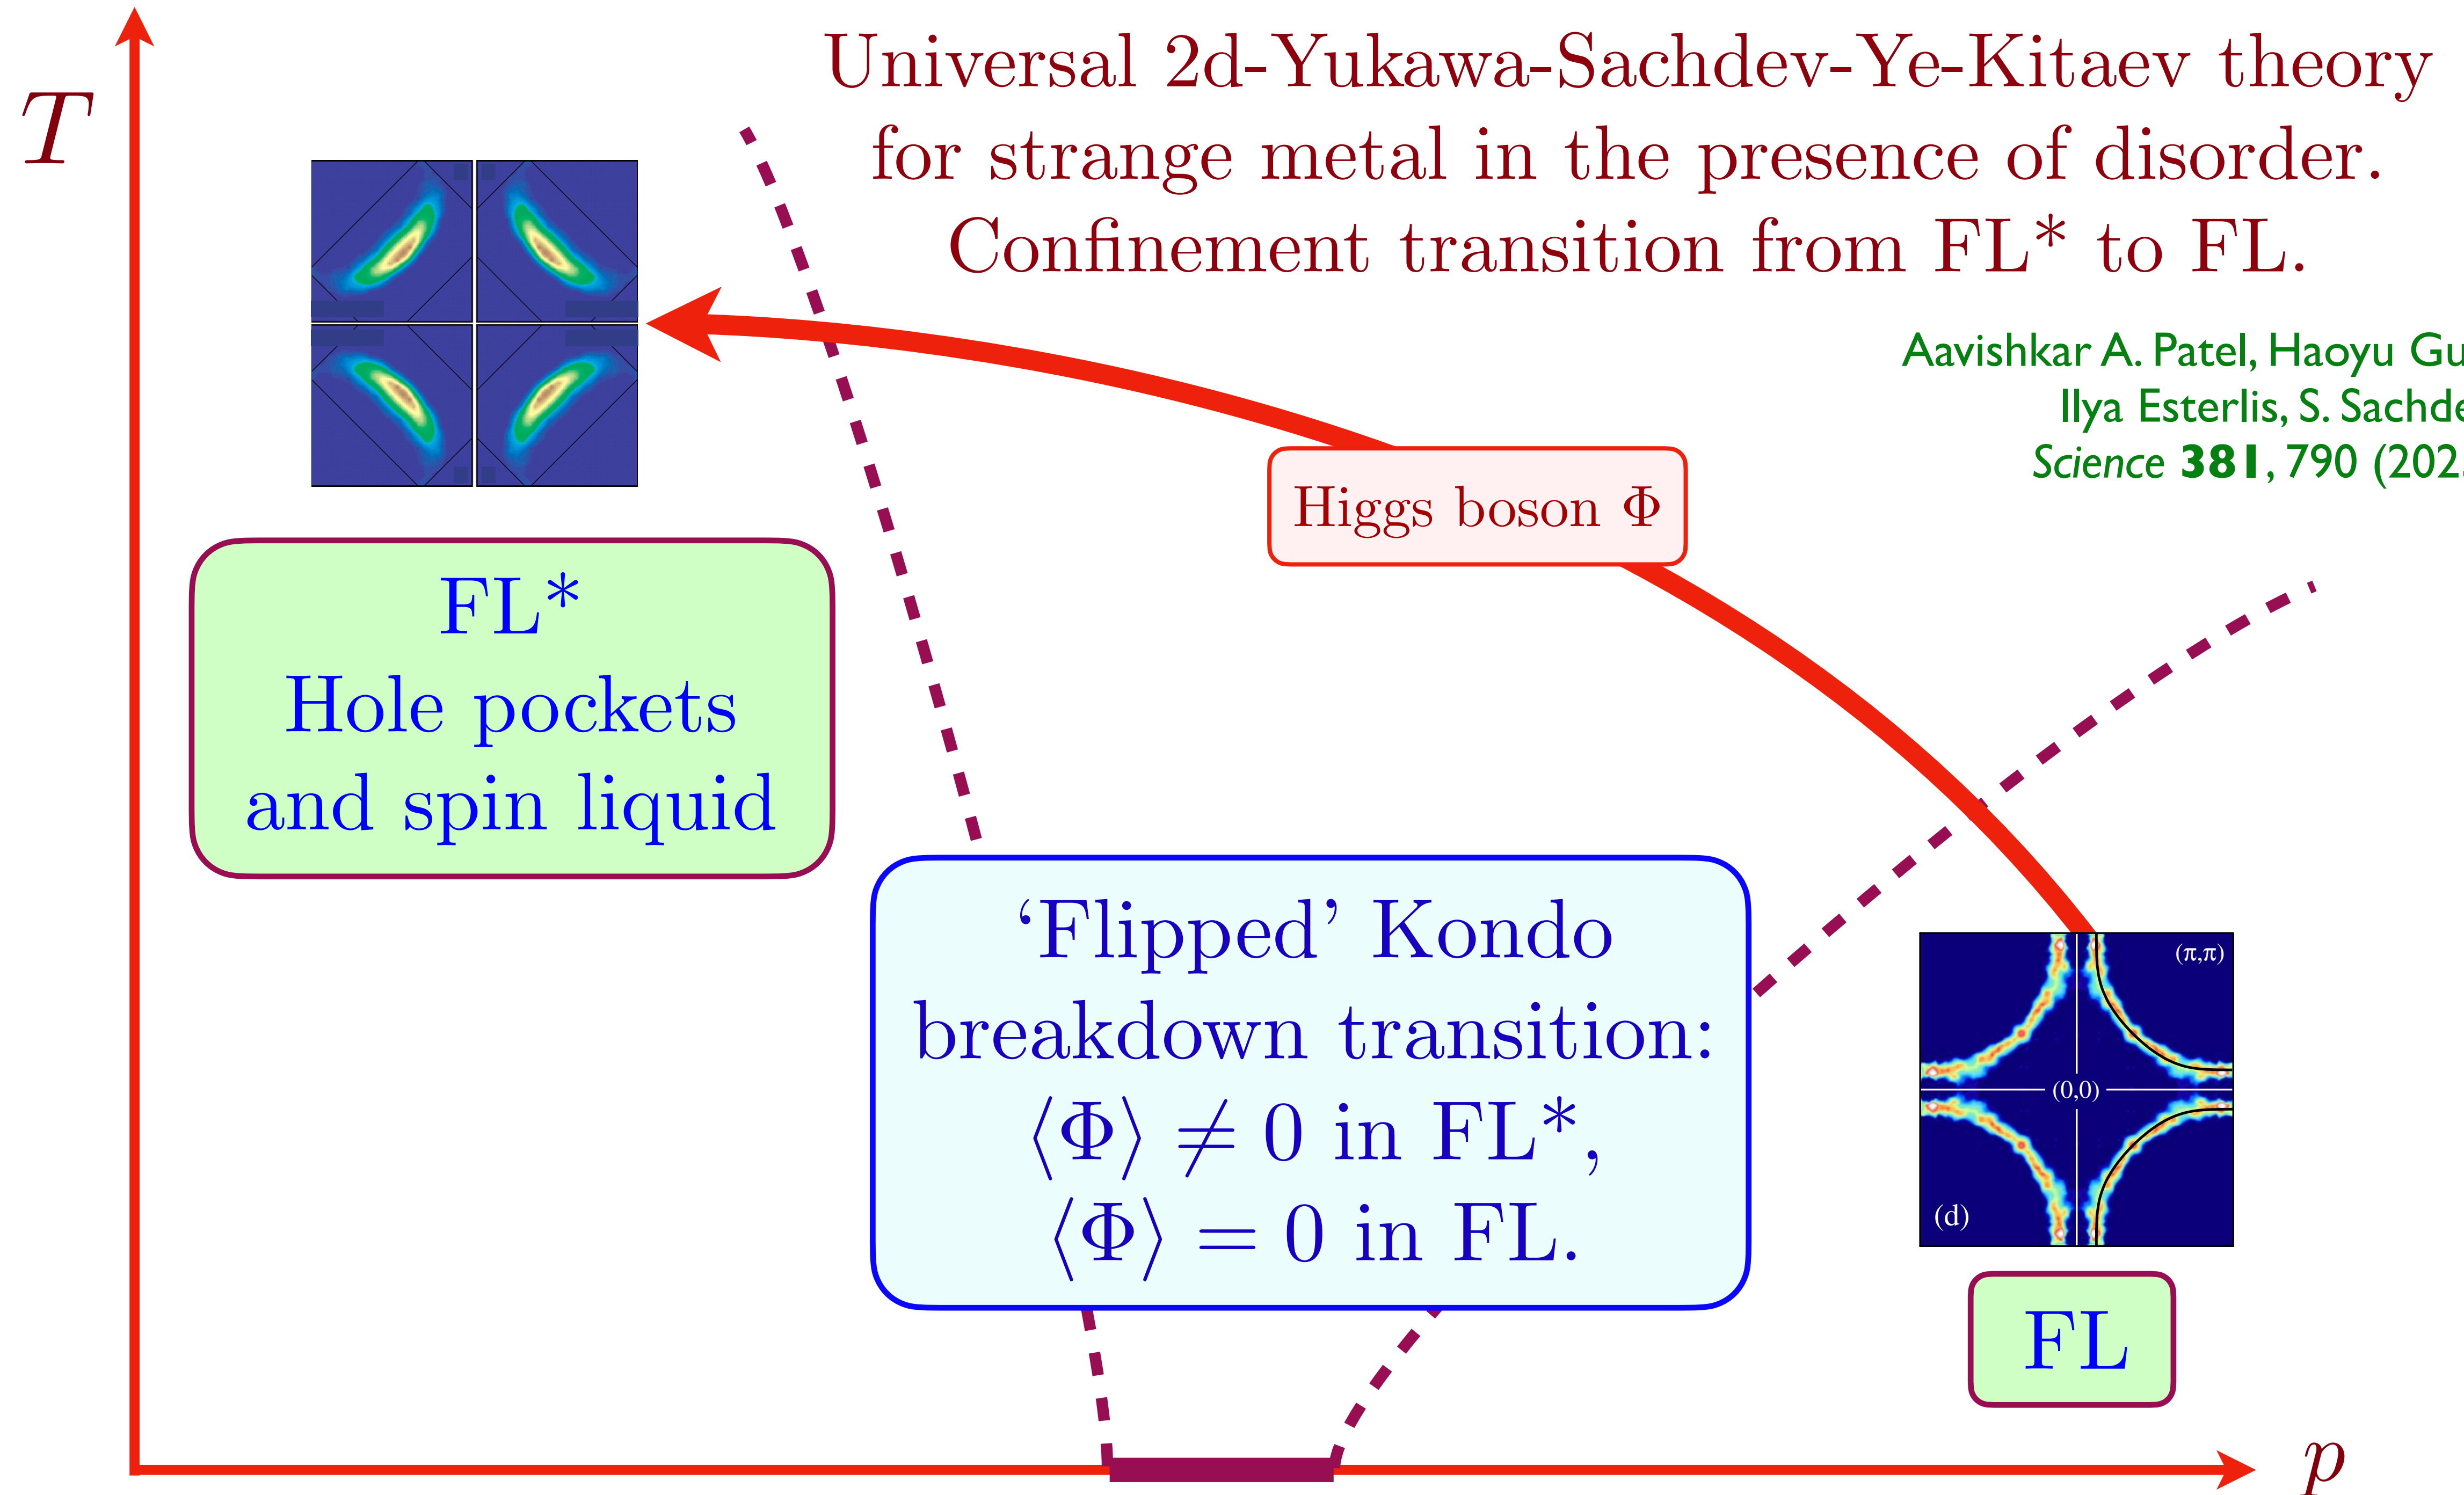 T
Universal 2d-Yukawa-Sachdev-Ye-Kitaev theory
for strange metal in the presence of disorder.
Confinement transition from FL* to FL.
Aavishkar A. Patel, Haoyu
Ilya Esterlis, S.
Science 381, 790
Higgs boson Φ
FL*
Hole pockets
and spin liquid
‘Flipped’ Kondo
breakdown transition:
⟨Φ⟩ ≠ 0 in FL*,
⟨Φ⟩ = 0 in FL.
(π,π)
(0,0)
(d)
FL
p